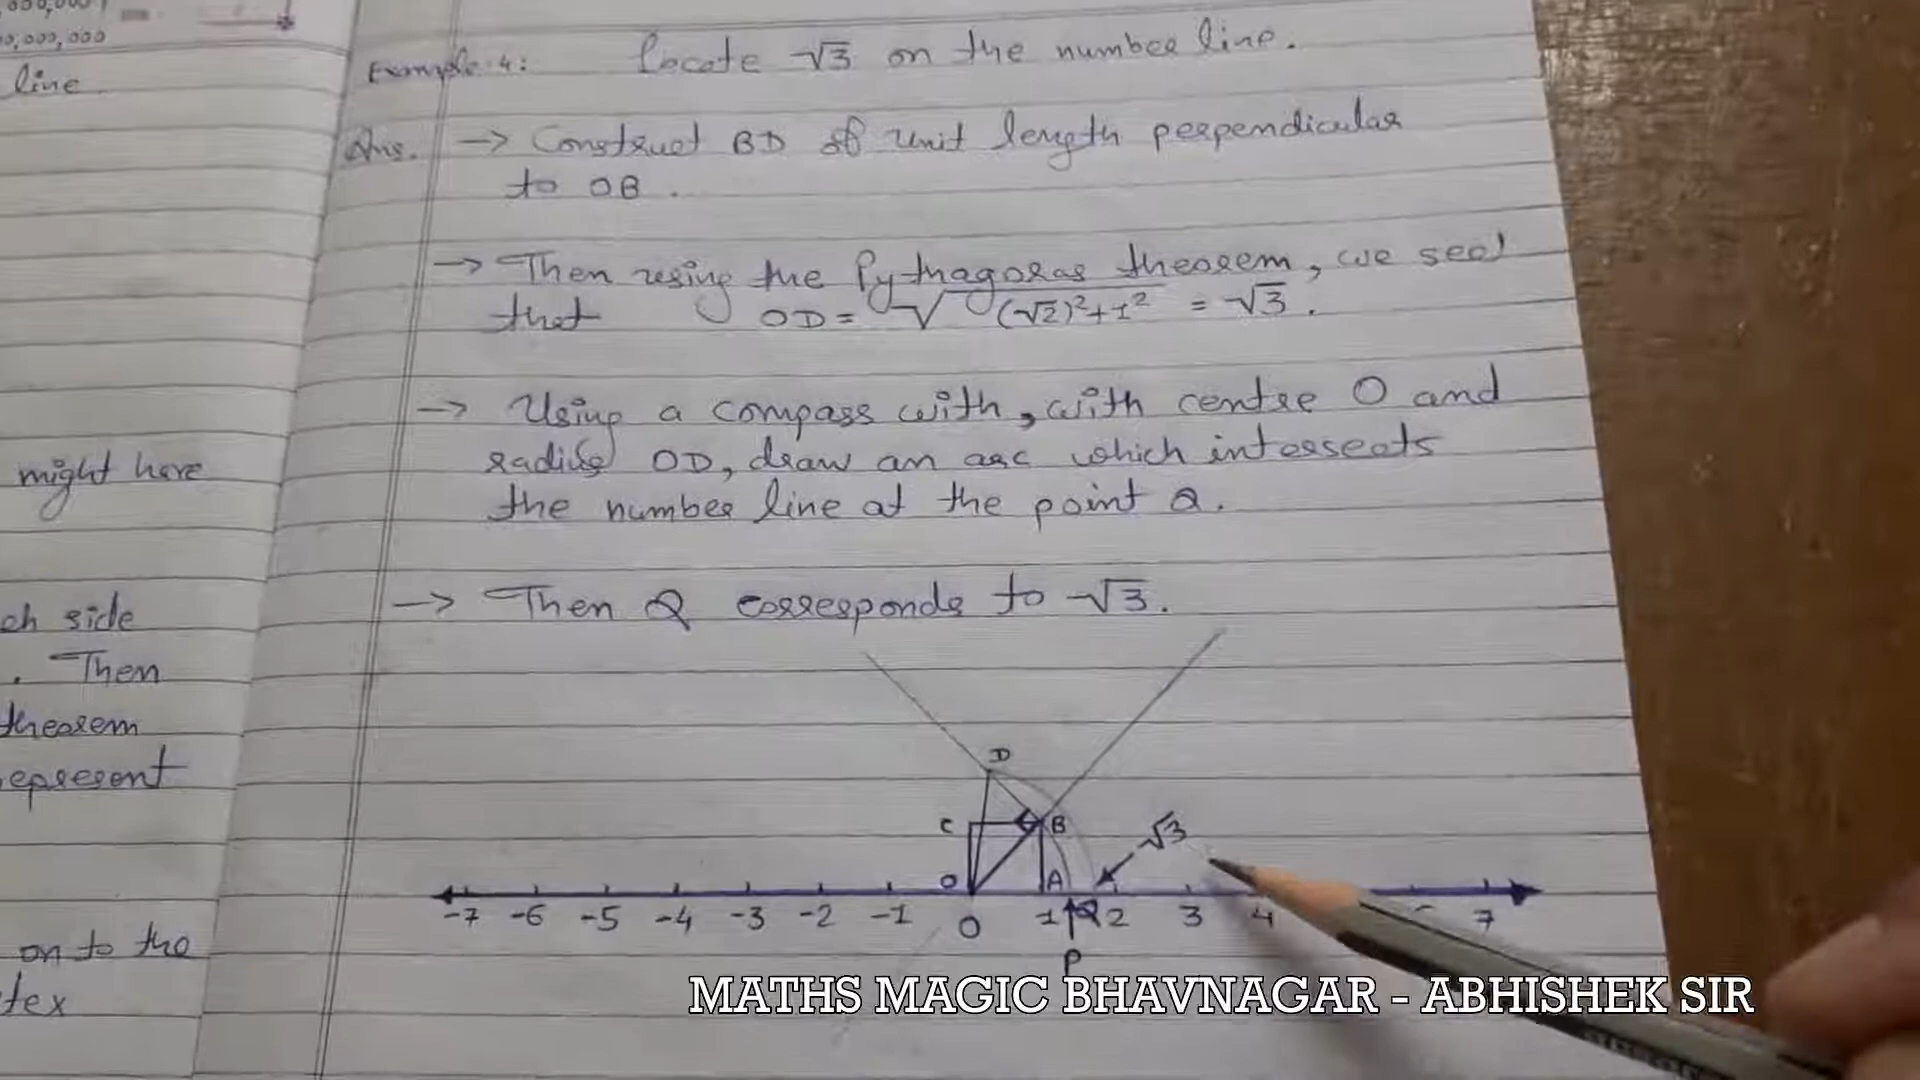 ,000,000
line
might have
ch side
. Then
theorem
epresent
on to the
tex
Example 4: Locate √3 on the number line.
Ans. → Construct BD of unit length perpendicular
to OB.
→ Then using the Pythagoras theorem, we see
that OD = √(√2)²+1² = √3.
→ Using a compass with, with centre O and
radius OD, draw an arc which interseats
the number line at the point Q.
→ Then Q corresponds to √3.
D
C B √3
O A
-7 -6 -5 -4 -3 -2 -1 0 1 Q 2 3 4 7
P
MATHS MAGIC BHAVNAGAR - ABHISHEK SIR